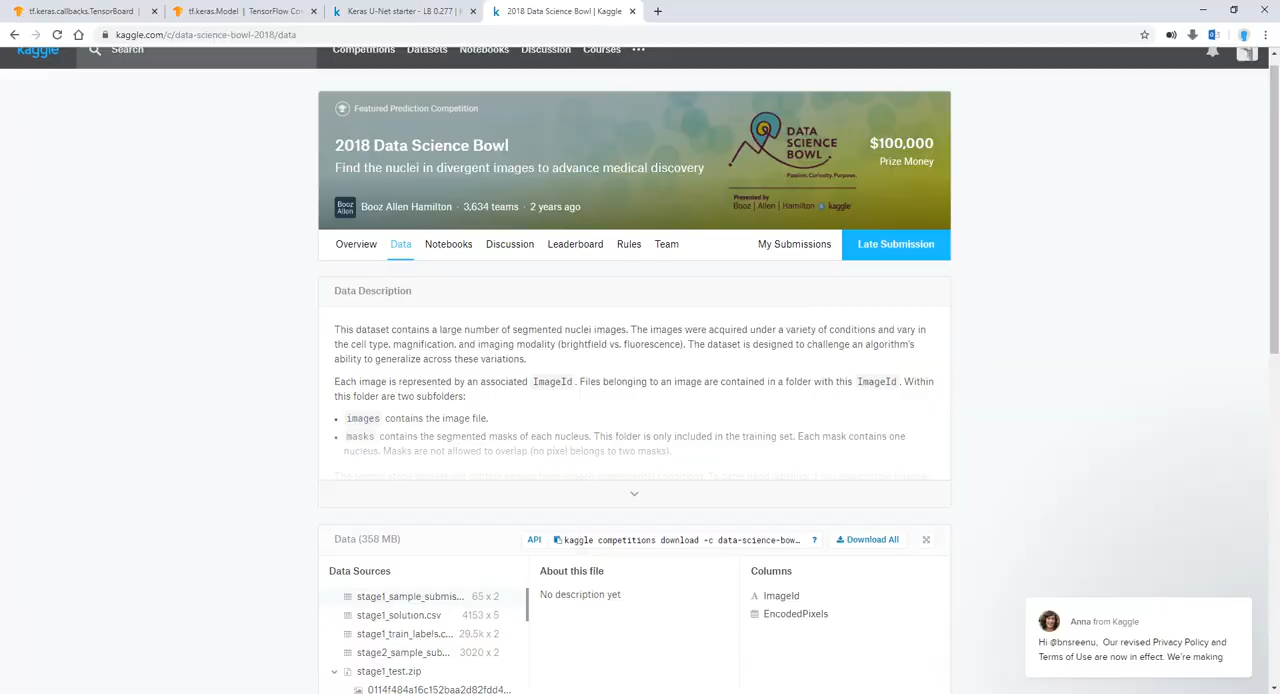 tf.keras.callbacks.TensorBoard
tf.keras.Model | TensorFlow Co
Keras U-Net starter - LB 0.277 |
2018 Data Science Bowl | Kaggle
kaggle.com/c/data-science-bowl-2018/data
kaggle
Search
Competitions
Datasets
Notebooks
Discussion
Courses
Featured Prediction Competition
2018 Data Science Bowl
Find the nuclei in divergent images to advance medical discovery
DATA
SCIENCE
BOWL
Passion. Curiosity. Purpose.
Presented by
Booz | Allen | Hamilton kaggle
$100,000
Prize Money
Booz
Allen
Booz Allen Hamilton · 3,634 teams · 2 years ago
Overview
Data
Notebooks
Discussion
Leaderboard
Rules
Team
My Submissions
Late Submission
Data Description
This dataset contains a large number of segmented nuclei images. The images were acquired under a variety of conditions and vary in
the cell type, magnification, and imaging modality (brightfield vs. fluorescence). The dataset is designed to challenge an algorithm's
ability to generalize across these variations.
Each image is represented by an associated ImageId. Files belonging to an image are contained in a folder with this ImageId. Within
this folder are two subfolders:
• images contains the image file.
• masks contains the segmented masks of each nucleus. This folder is only included in the training set. Each mask contains one
nucleus. Masks are not allowed to overlap (no pixel belongs to two masks).
Data (358 MB)
API
kaggle competitions download -c data-science-bow...
?
Download All
Data Sources
stage1_sample_submis... 65 x 2
stage1_solution.csv 4153 x 5
stage1_train_labels.c... 29.5k x 2
stage2_sample_sub... 3020 x 2
stage1_test.zip
0114f484a16c152baa2d82fdd4...
About this file
No description yet
Columns
A ImageId
EncodedPixels
Anna from Kaggle
Hi @bnsreenu, Our revised Privacy Policy and
Terms of Use are now in effect. We're making